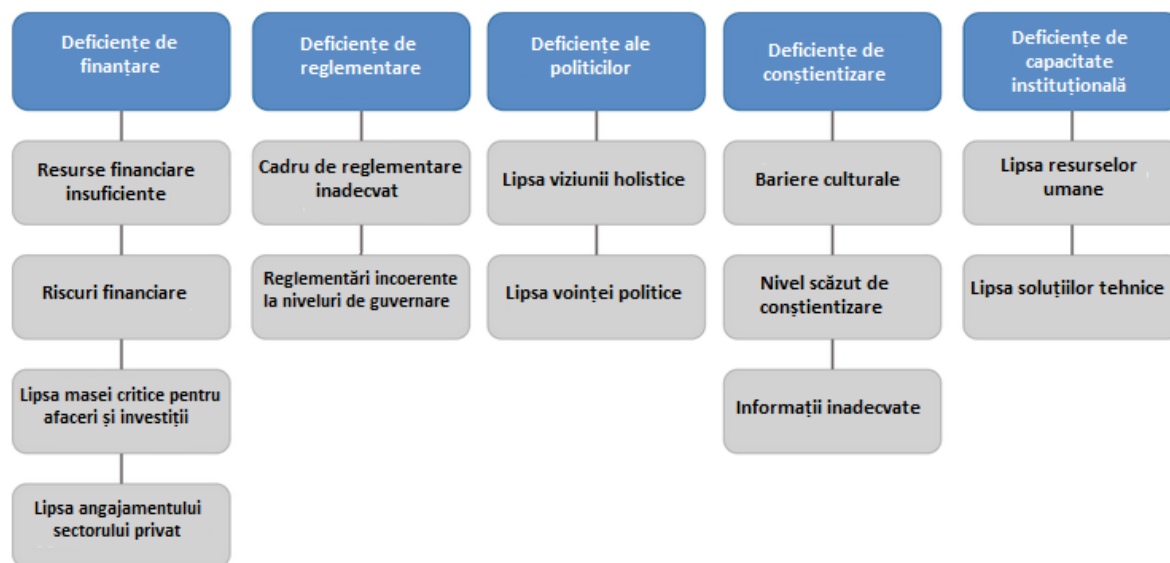 Deficiențe de
finanțare
Resurse financiare
insuficiente
Riscuri financiare
Lipsa masei critice pentru
afaceri și investiții
Lipsa angajamentului
sectorului privat
Deficiențe de
reglementare
Cadru de reglementare
inadecvat
Reglementări incoerente
la niveluri de guvernare
Deficiențe ale
politicilor
Lipsa viziunii holistice
Lipsa voinței politice
Deficiențe de
conștientizare
Bariere culturale
Nivel scăzut de
conștientizare
Informații inadecvate
Deficiențe de
capacitate
instituțională
Lipsa resurselor
umane
Lipsa soluțiilor tehnice